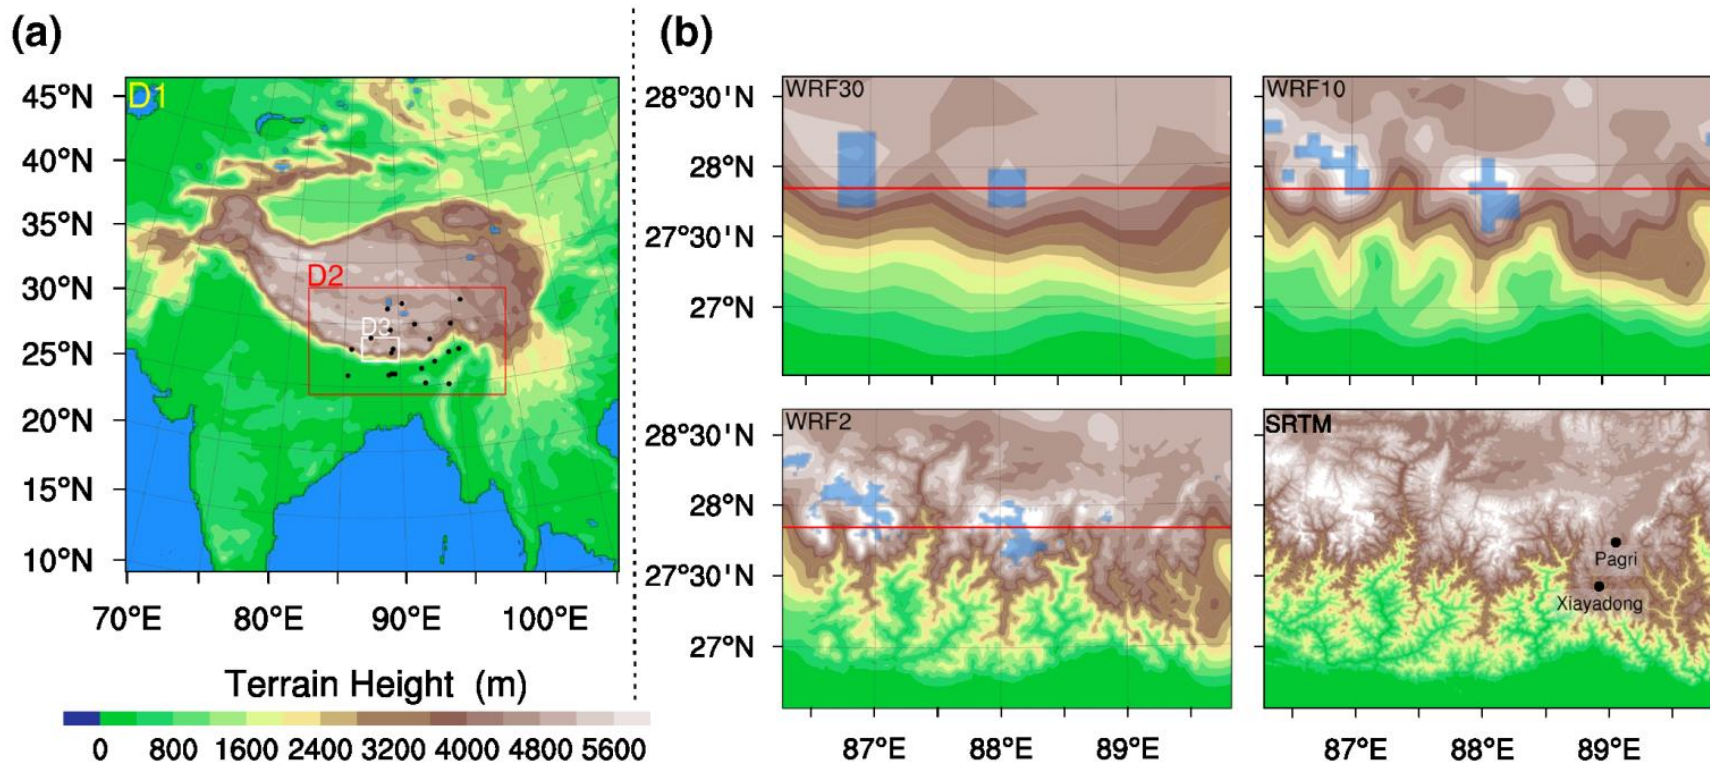 (a)
(b)
D1
D2
D3
45°N
40°N
35°N
30°N
25°N
20°N
15°N
10°N
70°E 80°E 90°E 100°E
Terrain Height (m)
0 800 1600 2400 3200 4000 4800 5600
WRF30
WRF10
28°30'N
28°N
27°30'N
27°N
WRF2
SRTM
28°30'N
28°N
27°30'N
27°N
Pagri
Xiayadong
87°E 88°E 89°E
87°E 88°E 89°E